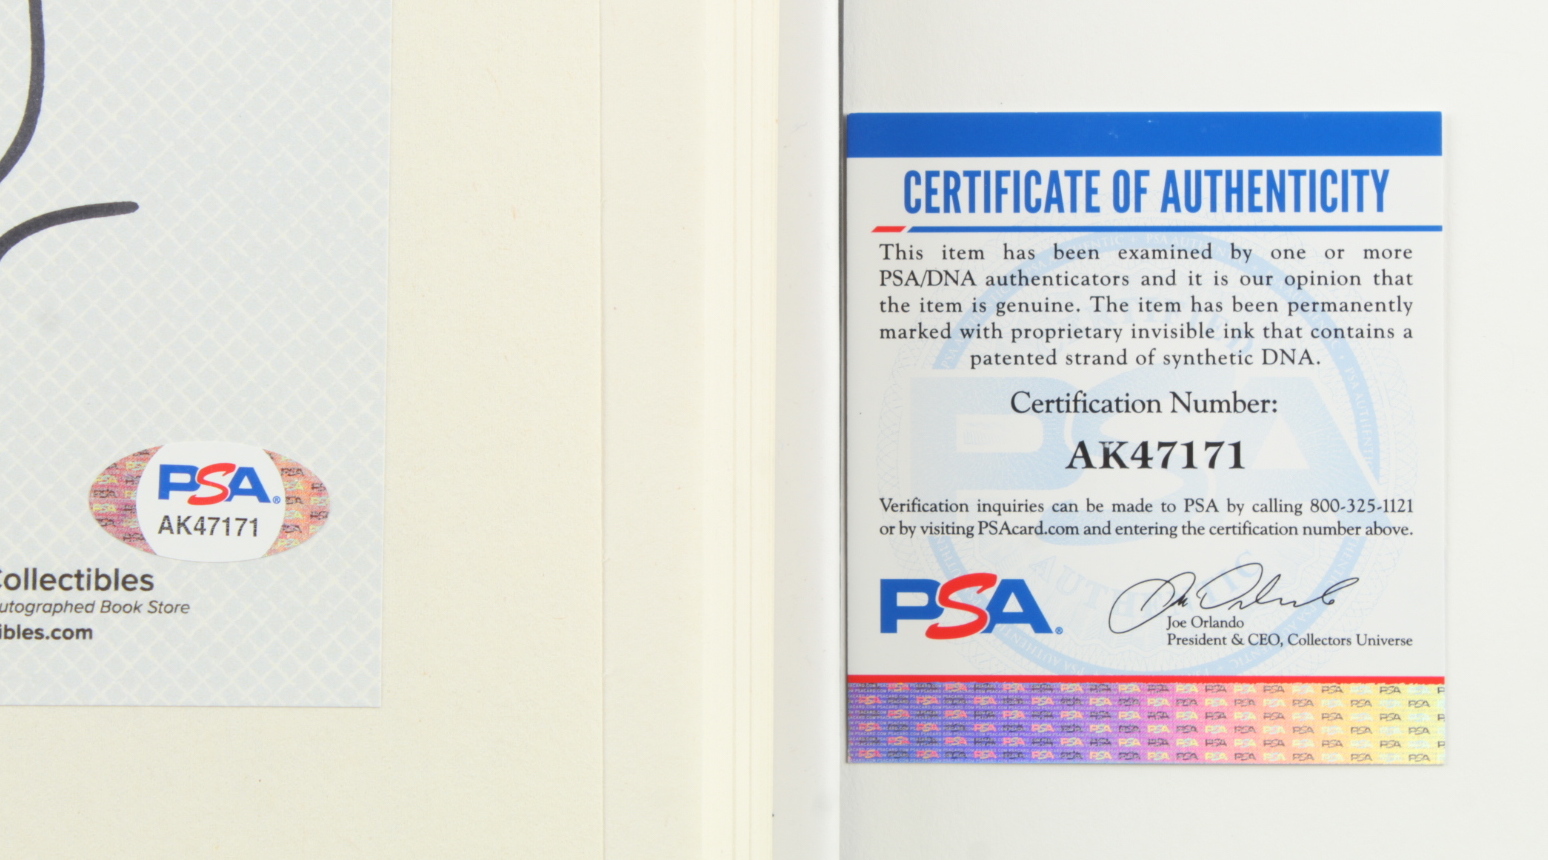 PSA®
AK47171
ollectibles
utographed Book Store
ibles.com
CERTIFICATE OF AUTHENTICITY
This item has been examined by one or more
PSA/DNA authenticators and it is our opinion that
the item is genuine. The item has been permanently
marked with proprietary invisible ink that contains a
patented strand of synthetic DNA.
Certification Number:
AK47171
Verification inquiries can be made to PSA by calling 800-325-1121
or by visiting PSAcard.com and entering the certification number above.
PSA®
Joe Orlando
President & CEO, Collectors Universe